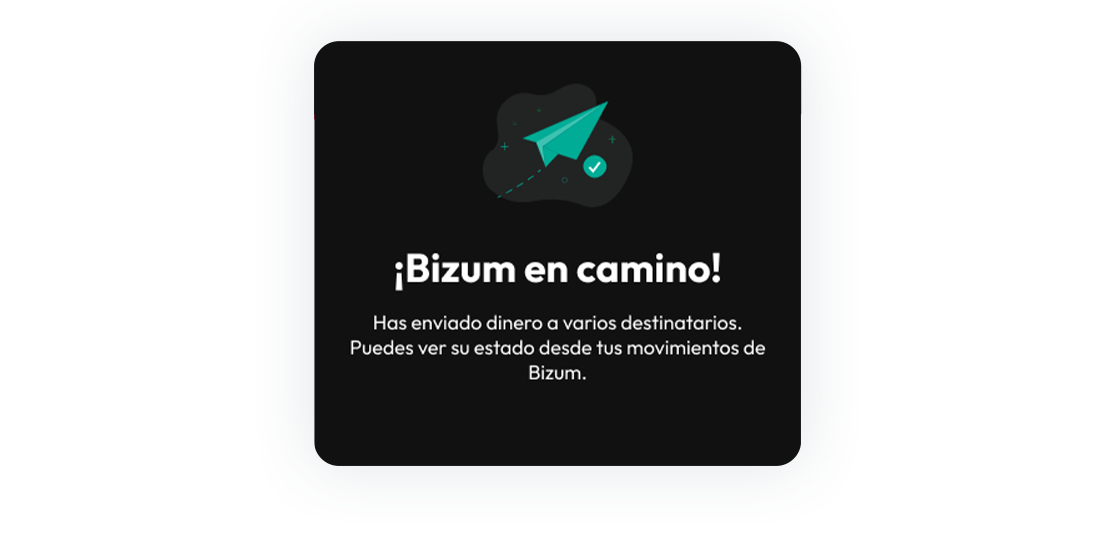 ¡Bizum en camino!
Has enviado dinero a varios destinatarios.
Puedes ver su estado desde tus movimientos de
Bizum.